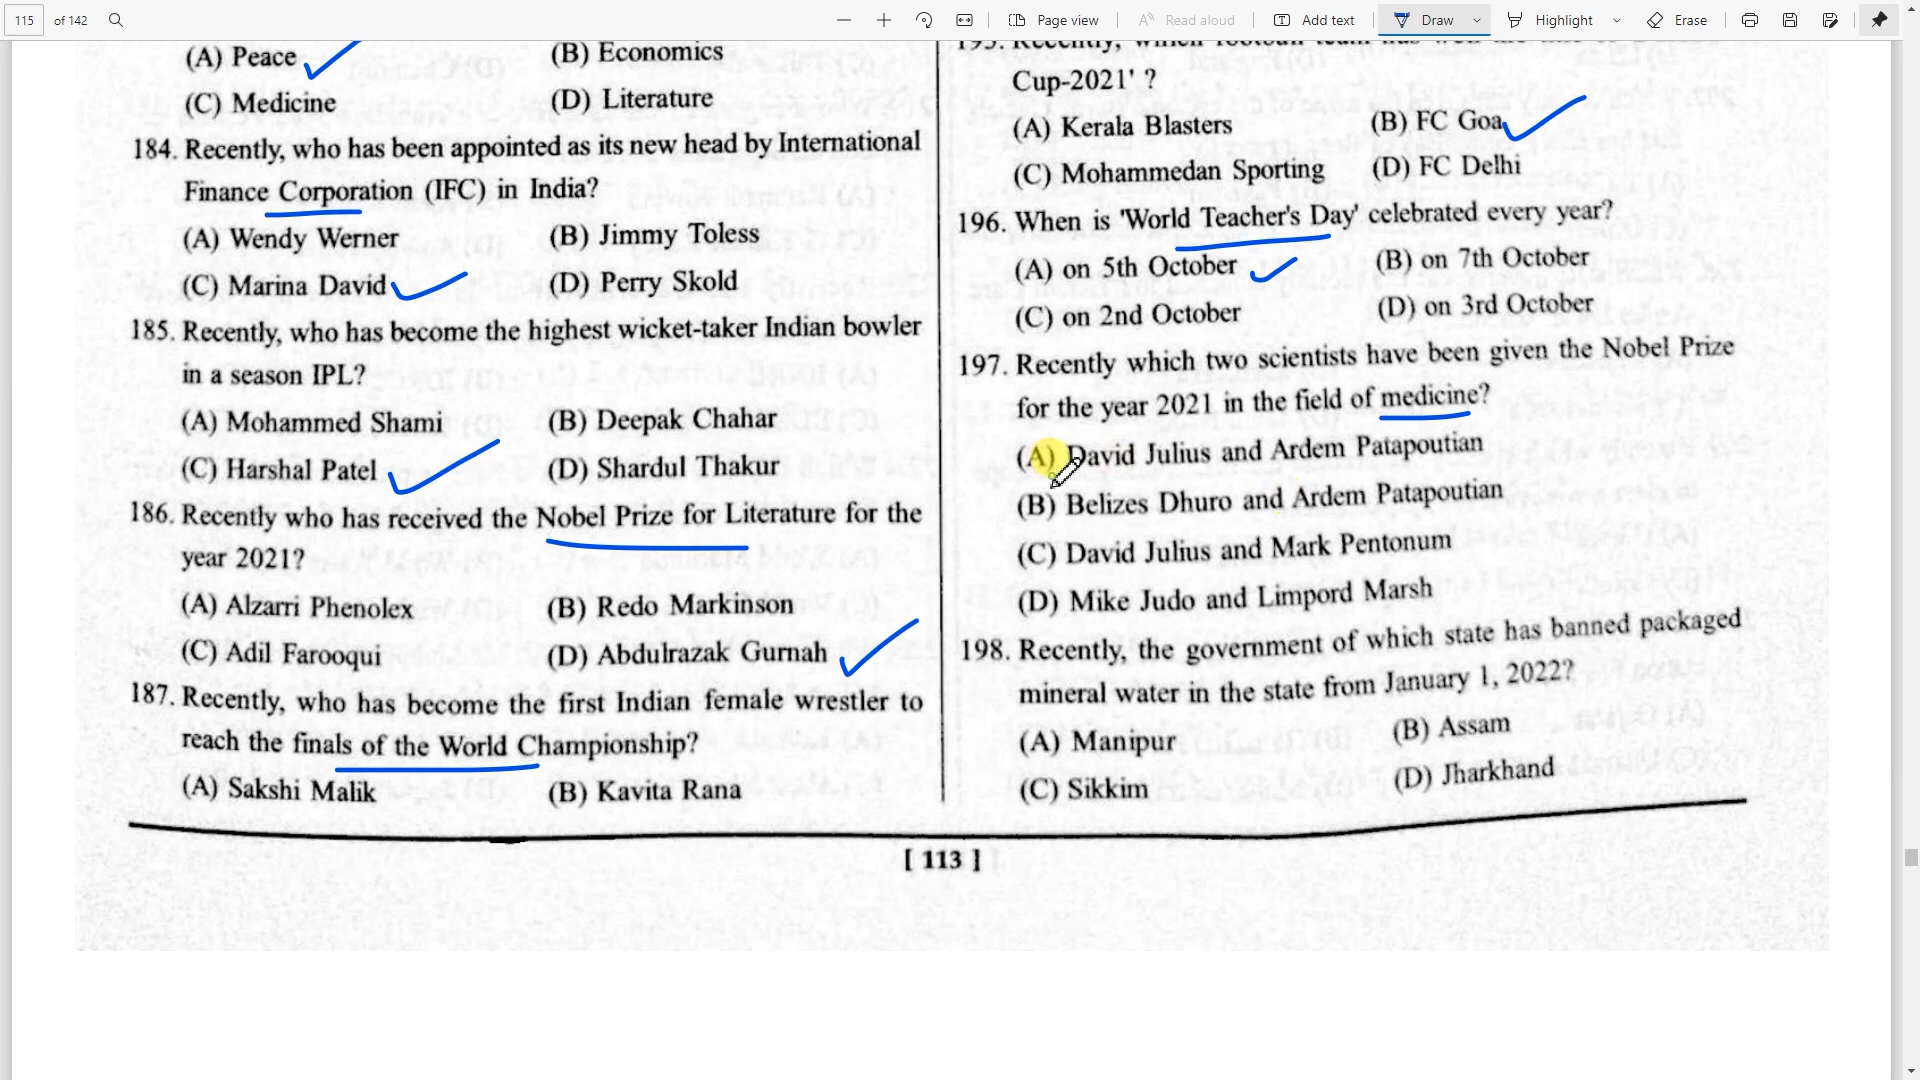 115 of 142 Page view Read aloud Add text Draw Highlight Erase
(A) Peace (B) Economics
(C) Medicine (D) Literature
184. Recently, who has been appointed as its new head by International
Finance Corporation (IFC) in India?
(A) Wendy Werner (B) Jimmy Toless
(C) Marina David (D) Perry Skold
185. Recently, who has become the highest wicket-taker Indian bowler
in a season IPL?
(A) Mohammed Shami (B) Deepak Chahar
(C) Harshal Patel (D) Shardul Thakur
186. Recently who has received the Nobel Prize for Literature for the
year 2021?
(A) Alzarri Phenolex (B) Redo Markinson
(C) Adil Farooqui (D) Abdulrazak Gurnah
187. Recently, who has become the first Indian female wrestler to
reach the finals of the World Championship?
(A) Sakshi Malik (B) Kavita Rana
195. Recently, which football team has
Cup-2021' ?
(A) Kerala Blasters (B) FC Goa
(C) Mohammedan Sporting (D) FC Delhi
196. When is 'World Teacher's Day' celebrated every year?
(A) on 5th October (B) on 7th October
(C) on 2nd October (D) on 3rd October
197. Recently which two scientists have been given the Nobel Prize
for the year 2021 in the field of medicine?
(A) David Julius and Ardem Patapoutian
(B) Belizes Dhuro and Ardem Patapoutian
(C) David Julius and Mark Pentonum
(D) Mike Judo and Limpord Marsh
198. Recently, the government of which state has banned packaged
mineral water in the state from January 1, 2022?
(A) Manipur (B) Assam
(C) Sikkim (D) Jharkhand
[ 113 ]